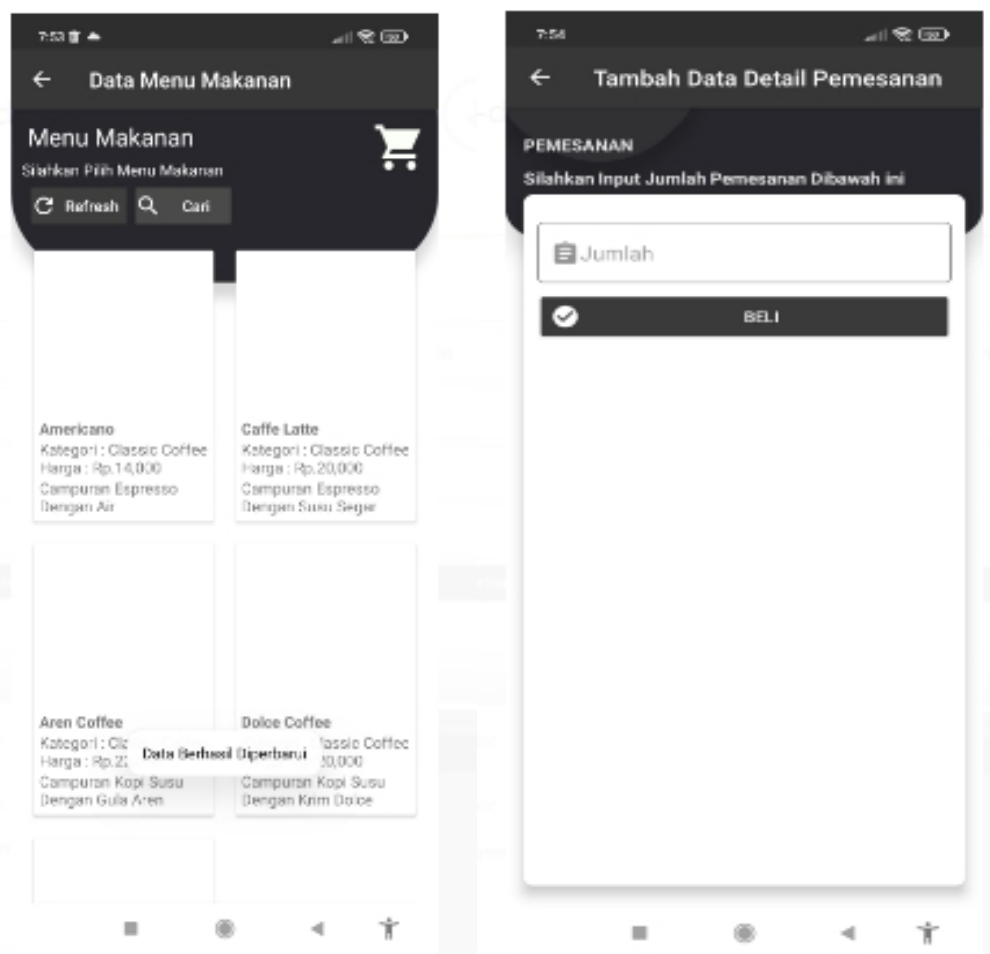 7:53
Data Menu Makanan
Menu Makanan
Silahkan Pilih Menu Makanan
Refresh
Cari
Americano
Kategori : Classic Coffee
Harga : Rp.14,000
Campuran Espresso
Dengan Air
Caffe Latte
Kategori : Classic Coffee
Harga : Rp.20,000
Campuran Espresso
Dengan Susu Segar
Aren Coffee
Kategori : Cla
Harga : Rp.22
Campuran Kopi Susu
Dengan Gula Aren
Dolce Coffee
lassic Coffee
20,000
Campuran Kopi Susu
Dengan Krim Dolce
Data Berhasil Diperbarui
7:54
Tambah Data Detail Pemesanan
PEMESANAN
Silahkan Input Jumlah Pemesanan Dibawah ini
Jumlah
BELI